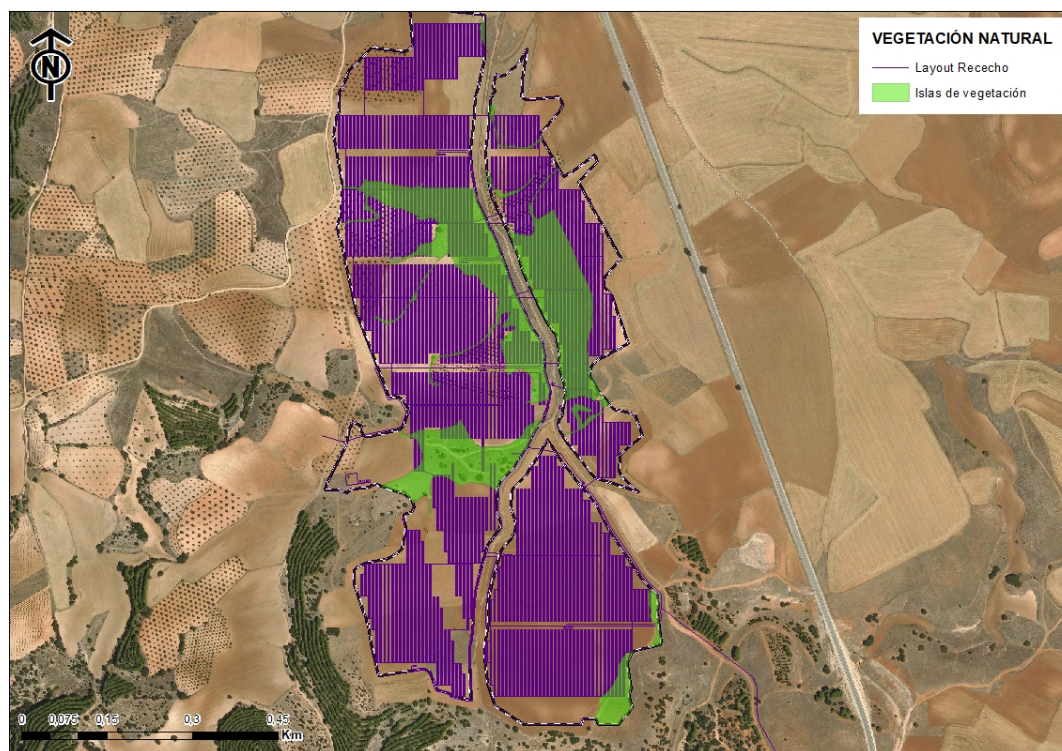 N
VEGETACIÓN NATURAL
Layout Rececho
Islas de vegetación
0 0,075 0,15 0,3 0,45
Km